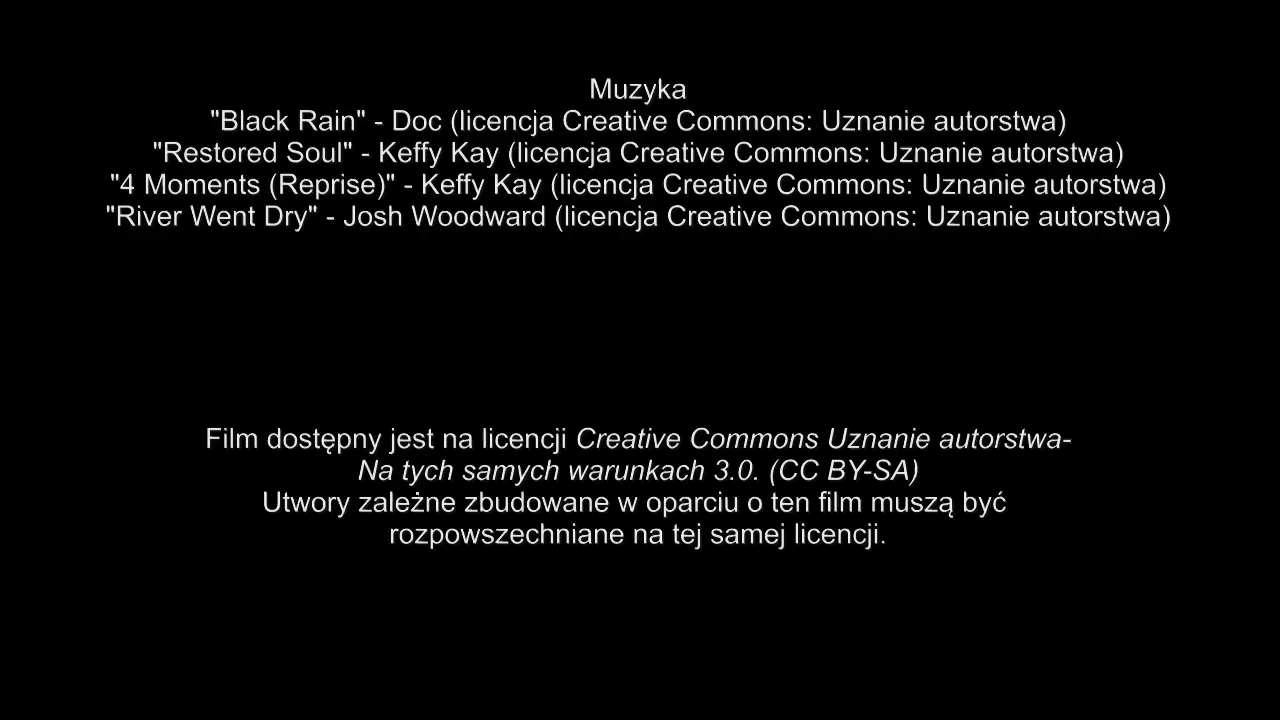 Muzyka
"Black Rain" - Doc (licencja Creative Commons: Uznanie autorstwa)
"Restored Soul" - Keffy Kay (licencja Creative Commons: Uznanie autorstwa)
"4 Moments (Reprise)" - Keffy Kay (licencja Creative Commons: Uznanie autorstwa)
"River Went Dry" - Josh Woodward (licencja Creative Commons: Uznanie autorstwa)
Film dostępny jest na licencji Creative Commons Uznanie autorstwa-
Na tych samych warunkach 3.0. (CC BY-SA)
Utwory zależne zbudowane w oparciu o ten film muszą być
rozpowszechniane na tej samej licencji.